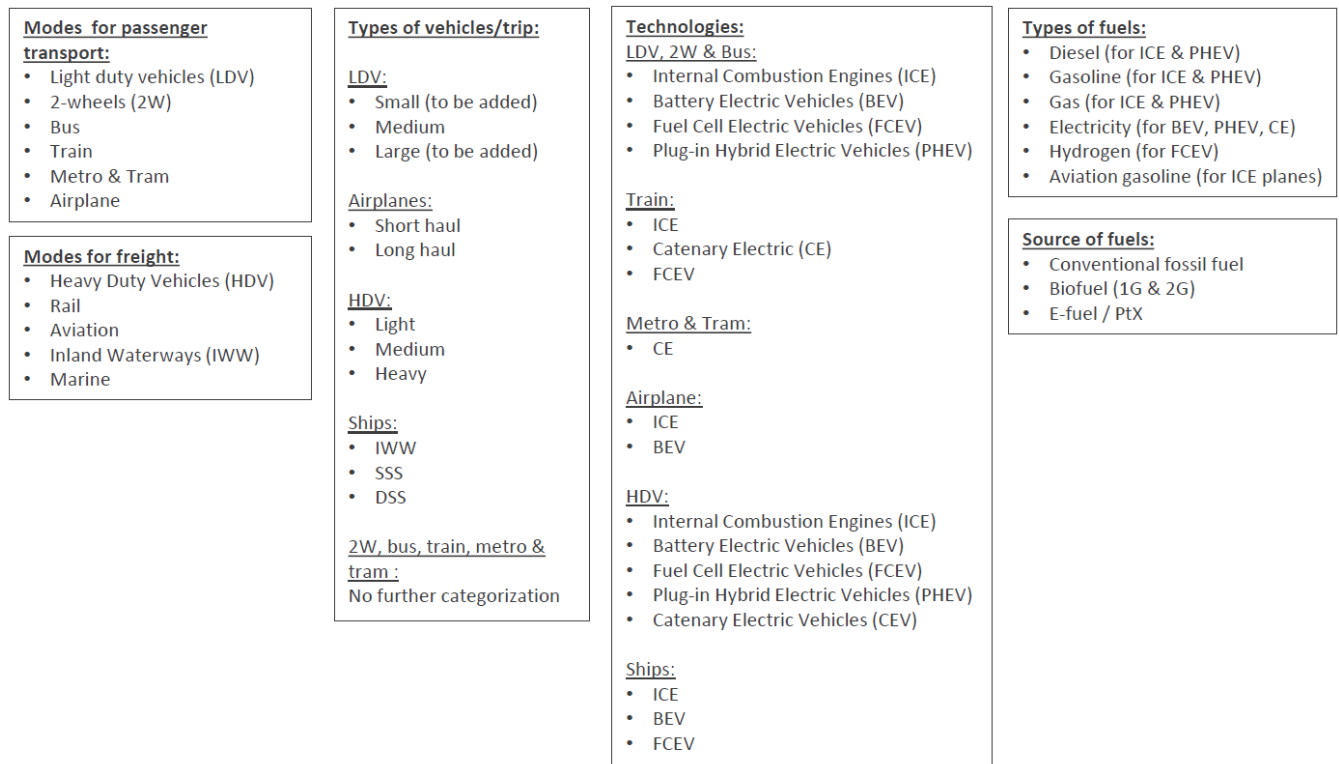 Modes for passenger
transport:
• Light duty vehicles (LDV)
• 2-wheels (2W)
• Bus
• Train
• Metro & Tram
• Airplane
Modes for freight:
• Heavy Duty Vehicles (HDV)
• Rail
• Aviation
• Inland Waterways (IWW)
• Marine
Types of vehicles/trip:
LDV:
• Small (to be added)
• Medium
• Large (to be added)
Airplanes:
• Short haul
• Long haul
HDV:
• Light
• Medium
• Heavy
Ships:
• IWW
• SSS
• DSS
2W, bus, train, metro &
tram :
No further categorization
Technologies:
LDV, 2W & Bus:
• Internal Combustion Engines (ICE)
• Battery Electric Vehicles (BEV)
• Fuel Cell Electric Vehicles (FCEV)
• Plug-in Hybrid Electric Vehicles (PHEV)
Train:
• ICE
• Catenary Electric (CE)
• FCEV
Metro & Tram:
• CE
Airplane:
• ICE
• BEV
HDV:
• Internal Combustion Engines (ICE)
• Battery Electric Vehicles (BEV)
• Fuel Cell Electric Vehicles (FCEV)
• Plug-in Hybrid Electric Vehicles (PHEV)
• Catenary Electric Vehicles (CEV)
Ships:
• ICE
• BEV
• FCEV
Types of fuels:
• Diesel (for ICE & PHEV)
• Gasoline (for ICE & PHEV)
• Gas (for ICE & PHEV)
• Electricity (for BEV, PHEV, CE)
• Hydrogen (for FCEV)
• Aviation gasoline (for ICE planes)
Source of fuels:
• Conventional fossil fuel
• Biofuel (1G & 2G)
• E-fuel / PtX